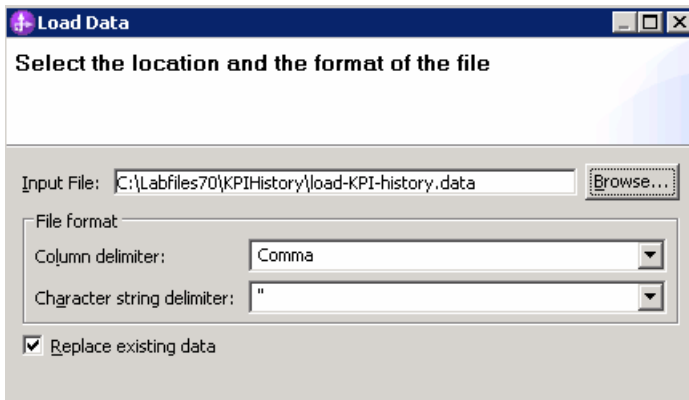 Load Data
Select the location and the format of the file
Input File: C:\Labfiles70\KPIHistory\load-KPI-history.data Browse...
File format
Column delimiter: Comma
Character string delimiter: "
Replace existing data